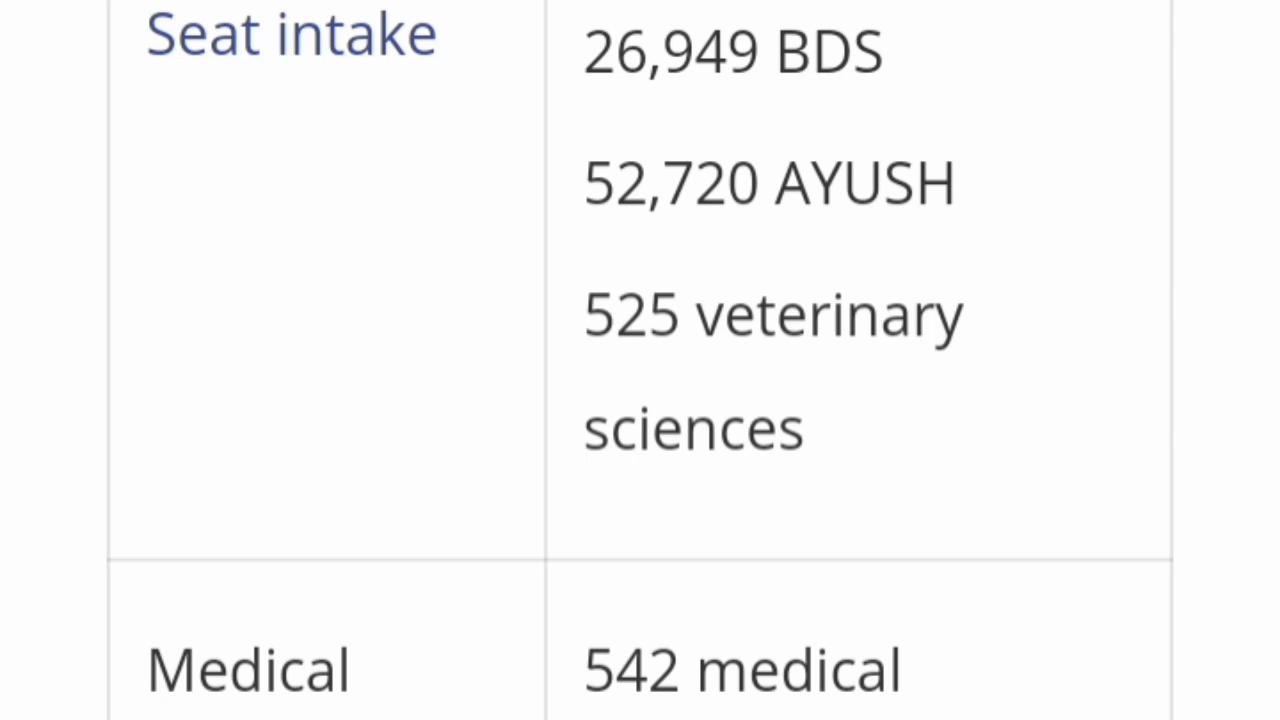 Seat intake
26,949 BDS
52,720 AYUSH
525 veterinary
sciences
Medical
542 medical